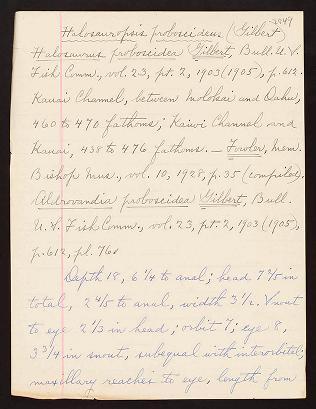 2049
Halosauropsis proboscideus (Gilbert)
Halosaurus proboscidea Gilbert, Bull. U.S.
Fish Comm., vol. 23, pt. 2, 1903 (1905), p. 612.
Kauai Channel, between Molokai and Oahu,
460 to 470 fathoms; Kaiwi Channel and
Kauai, 438 to 476 fathoms. — Fowler, Mem.
Bishop Mus., vol. 10, 1928, p. 35 (compiled).
Aldrovandia proboscidea Gilbert, Bull.
U.S. Fish Comm., vol. 23, pt. 2, 1903 (1905),
p. 612, pl. 76.
Depth 18, 6 1/4 to anal; head 7 2/5 in
total, 2 4/5 to anal, width 3 1/2. Snout
to eye 2 1/3 in head; orbit 7; eye 8,
3 3/4 in snout, subequal with interorbital;
maxillary reaches to eye, length from